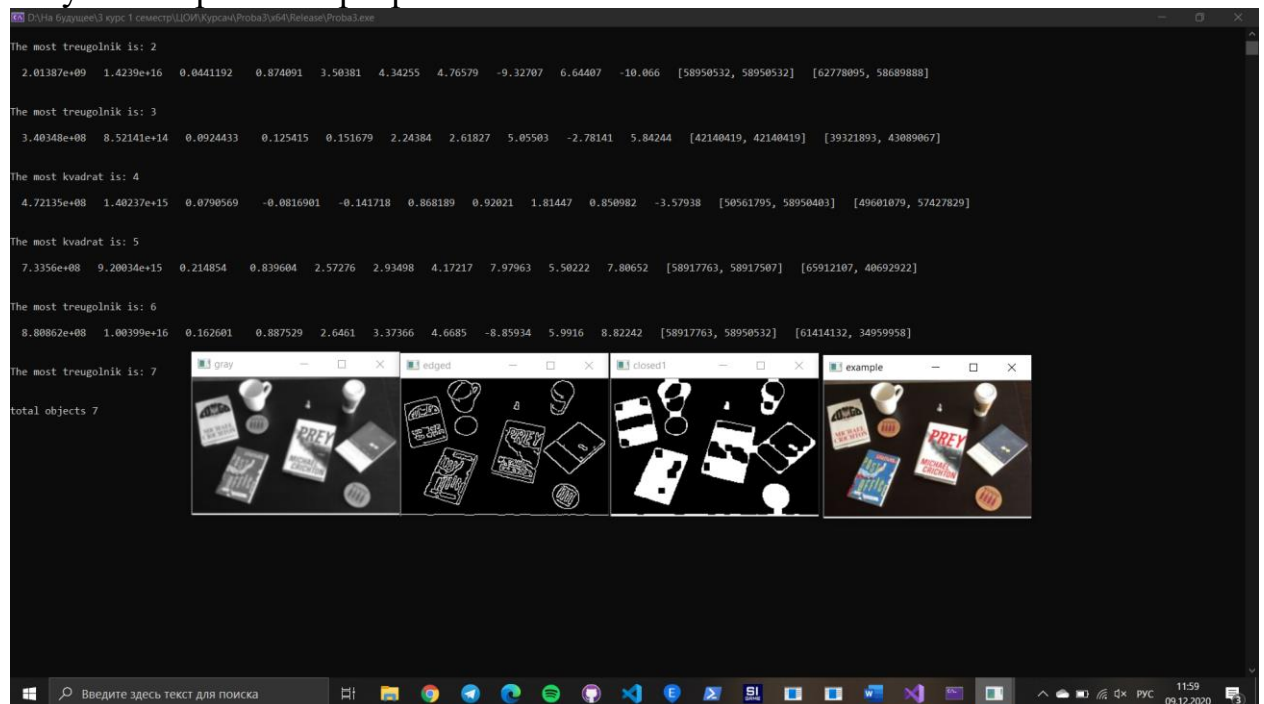 D:\На будущее\3 курс 1 семестр\ЦОИ\Курсач\Proba3\x64\Release\Proba3.exe
The most treugolnik is: 2
2.01387e+09 1.4239e+16 0.0441192 0.874091 3.50381 4.34255 4.76579 -9.32707 6.64407 -10.066 [58950532, 58950532] [62778095, 58689888]
The most treugolnik is: 3
3.40348e+08 8.52141e+14 0.0924433 0.125415 0.151679 2.24384 2.61827 5.05503 -2.78141 5.84244 [42140419, 42140419] [39321893, 43089067]
The most kvadrat is: 4
4.72135e+08 1.40237e+15 0.0790569 -0.0816901 -0.141718 0.868189 0.92021 1.81447 0.850982 -3.57938 [50561795, 58950403] [49601079, 57427829]
The most kvadrat is: 5
7.3356e+08 9.20034e+15 0.214854 0.839604 2.57276 2.93498 4.17217 7.97963 5.50222 7.80652 [58917763, 58917507] [65912107, 40692922]
The most treugolnik is: 6
8.80862e+08 1.00399e+16 0.162601 0.887529 2.6461 3.37366 4.6685 -8.85934 5.9916 8.82242 [58917763, 58950532] [61414132, 34959958]
The most treugolnik is: 7
total objects 7
gray
edged
closed1
example
PREY
MICHAEL
CRICHTON
PREY
PREY
MICHAEL
CRICHTON
Введите здесь текст для поиска
SI
РУС
11:59
09.12.2020
3